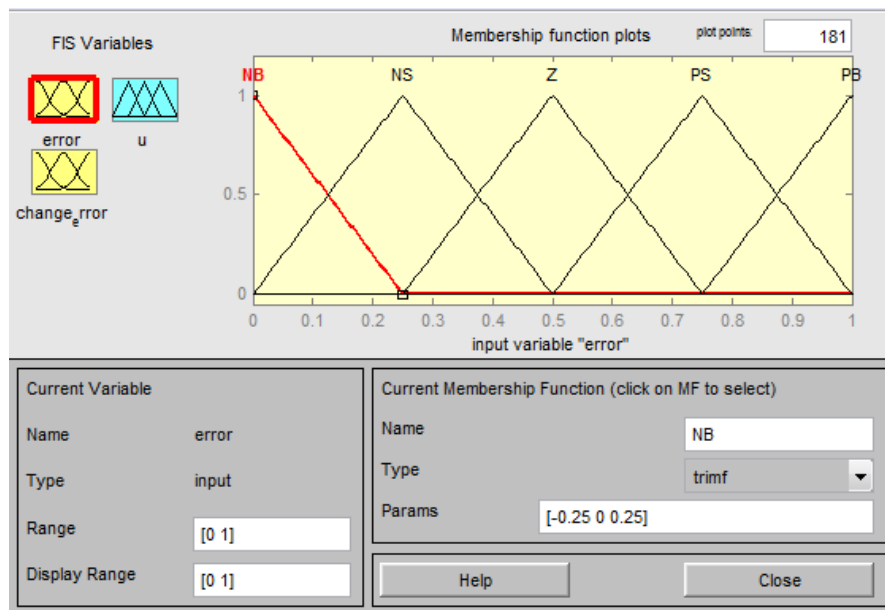 FIS Variables
Membership function plots
plot points:
181
NB
NS
Z
PS
PB
error
u
change_error
1
0.5
0
0
0.1
0.2
0.3
0.4
0.5
0.6
0.7
0.8
0.9
1
input variable "error"
Current Variable
Name
error
Type
input
Range
[0 1]
Display Range
[0 1]
Current Membership Function (click on MF to select)
Name
NB
Type
trimf
Params
[-0.25 0 0.25]
Help
Close